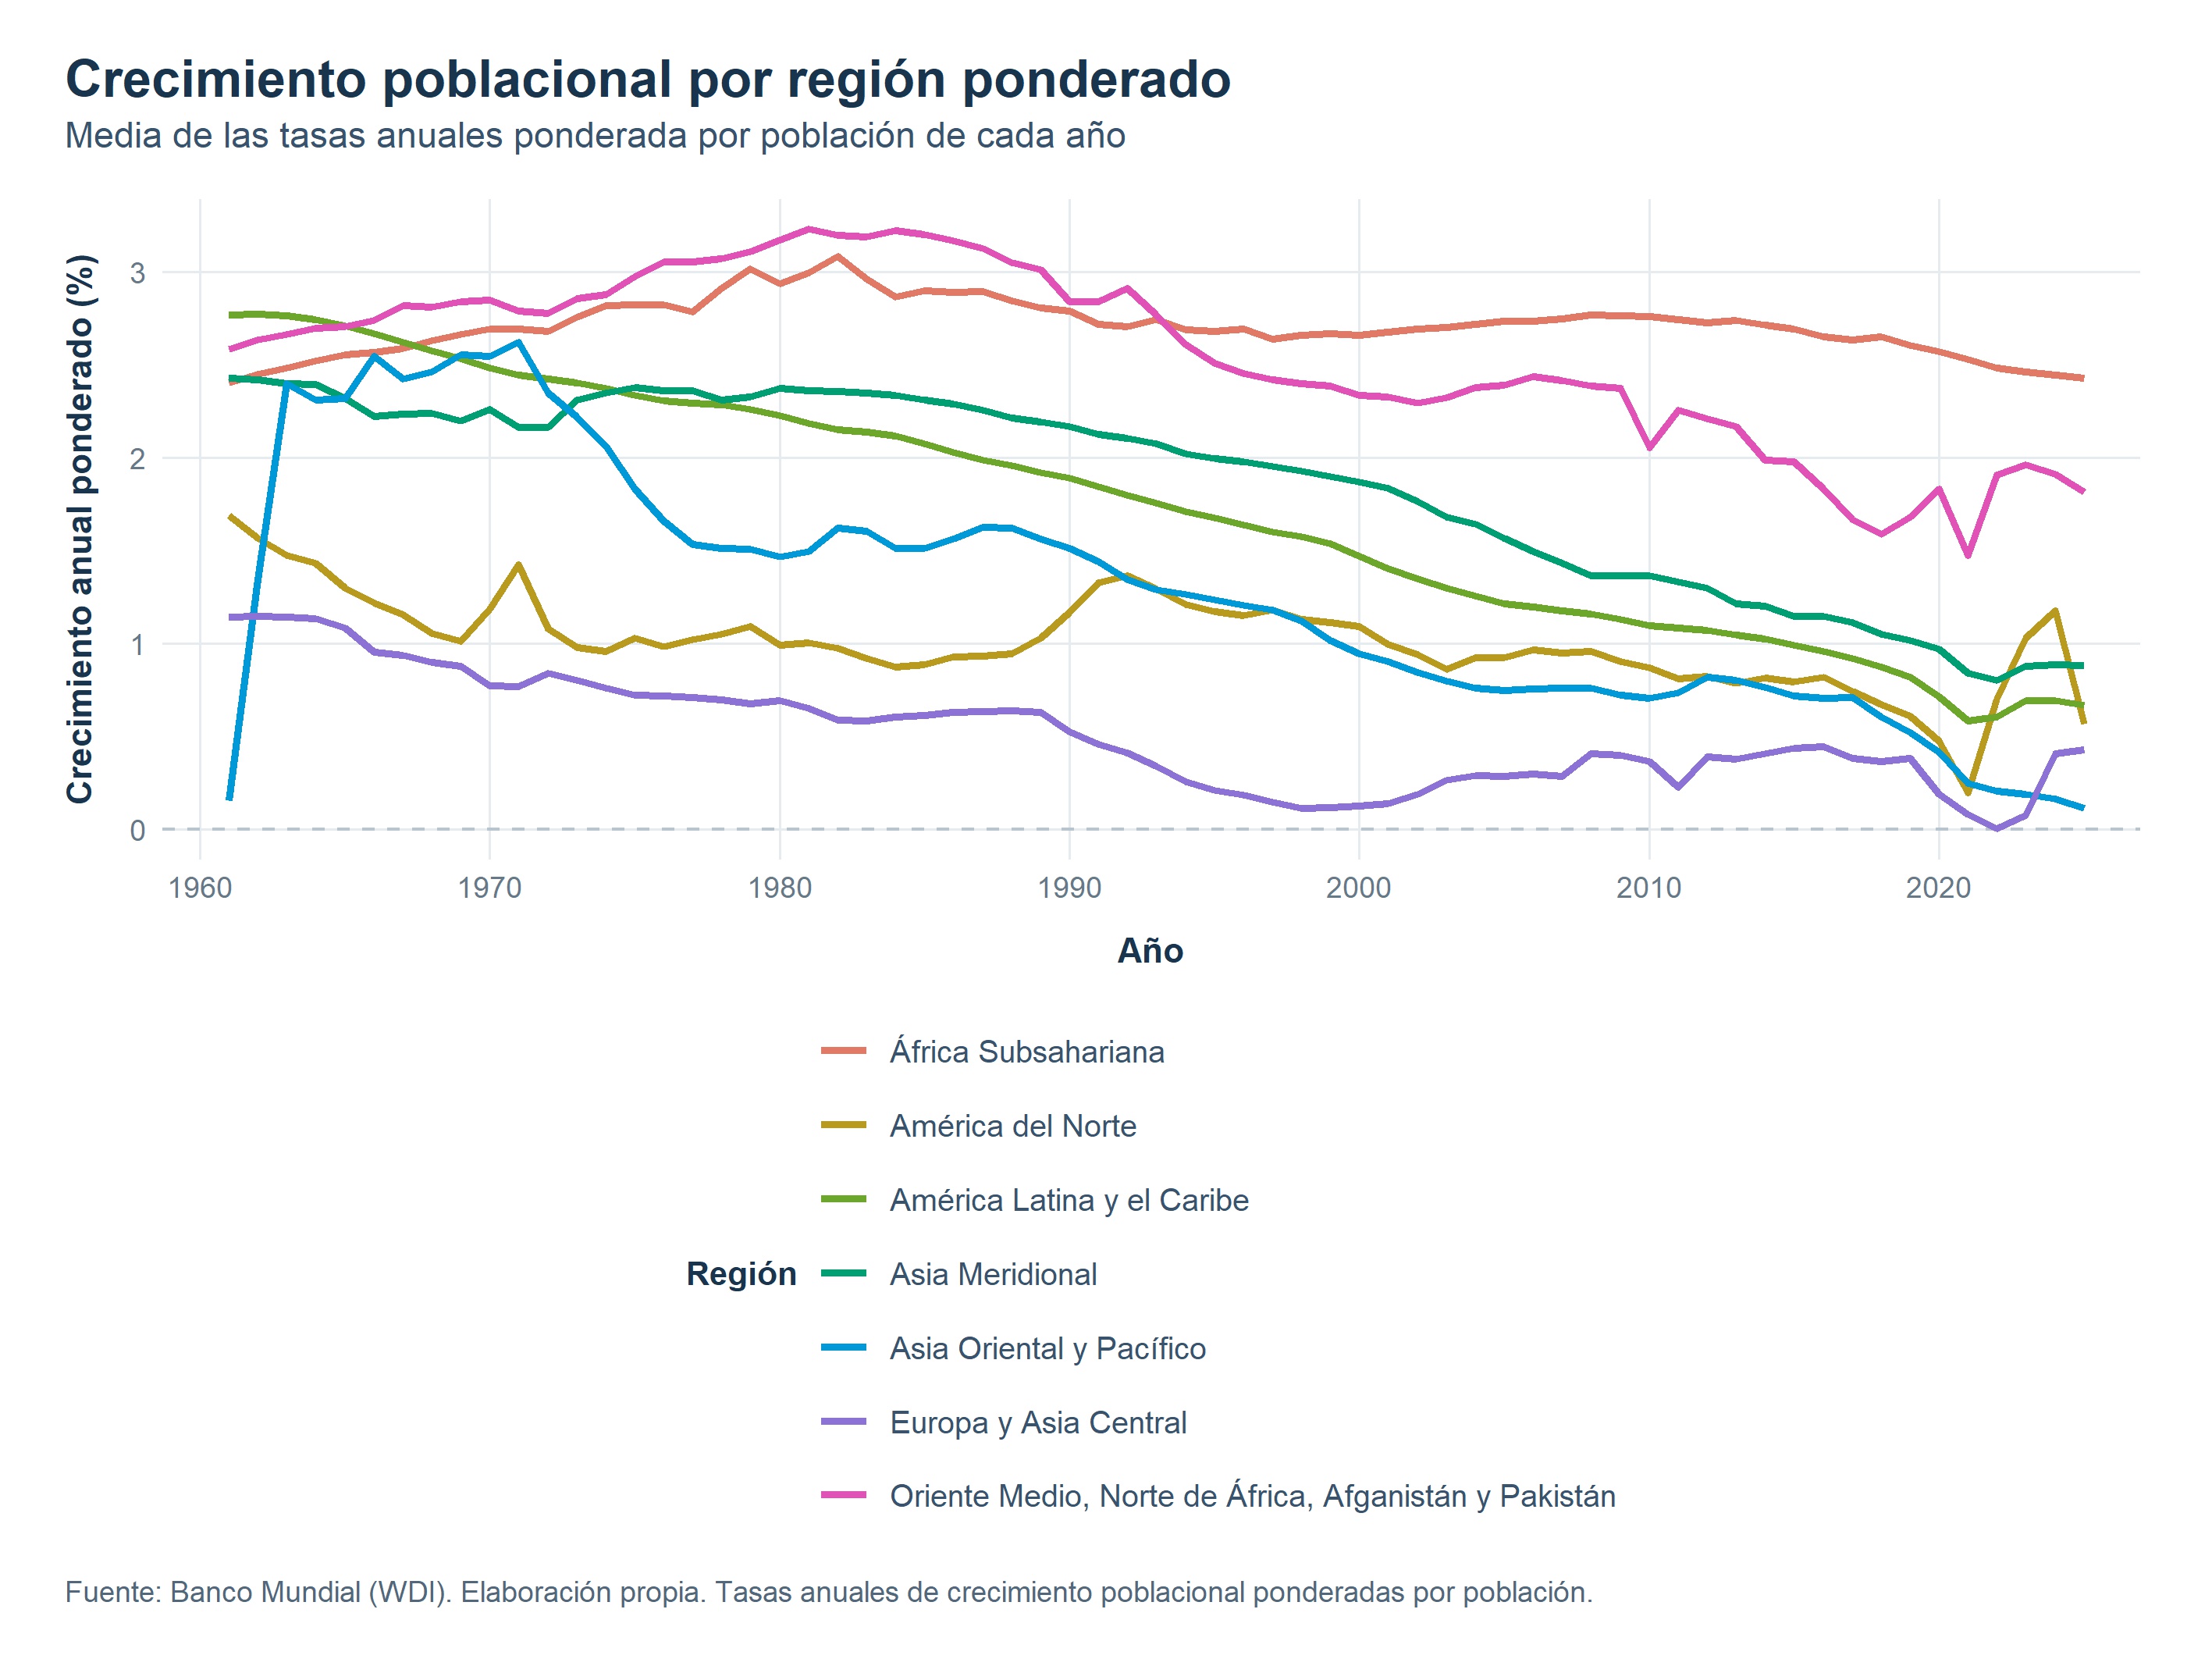 Crecimiento poblacional por región ponderado
Media de las tasas anuales ponderada por población de cada año
Crecimiento anual ponderado (%)
3
2
1
0
1960 1970 1980 1990 2000 2010 2020
Año
Región
África Subsahariana
América del Norte
América Latina y el Caribe
Asia Meridional
Asia Oriental y Pacífico
Europa y Asia Central
Oriente Medio, Norte de África, Afganistán y Pakistán
Fuente: Banco Mundial (WDI). Elaboración propia. Tasas anuales de crecimiento poblacional ponderadas por población.